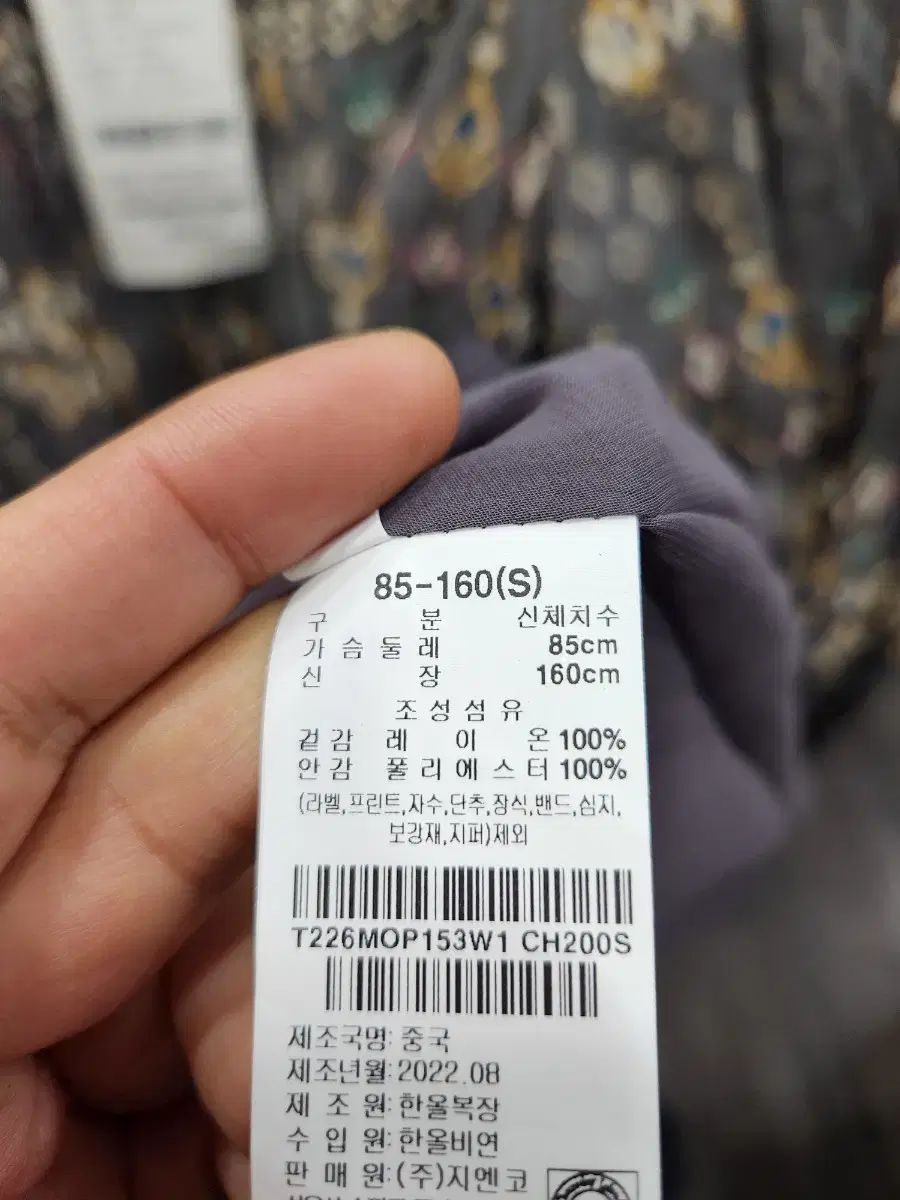 85-160(S)
구 분 신체치수
가 슴 둘 레 85cm
신 장 160cm
조 성 섬 유
겉 감 레 이 온 100%
안 감 폴 리 에 스 터 100%
(라벨,프린트,자수,단추,장식,밴드,심지,
보강재,지퍼)제외
T226MOP153W1 CH200S
제조국명: 중국
제조년월: 2022.08
제 조 원: 한올복장
수 입 원: 한올비연
판 매 원: (주)지엔코